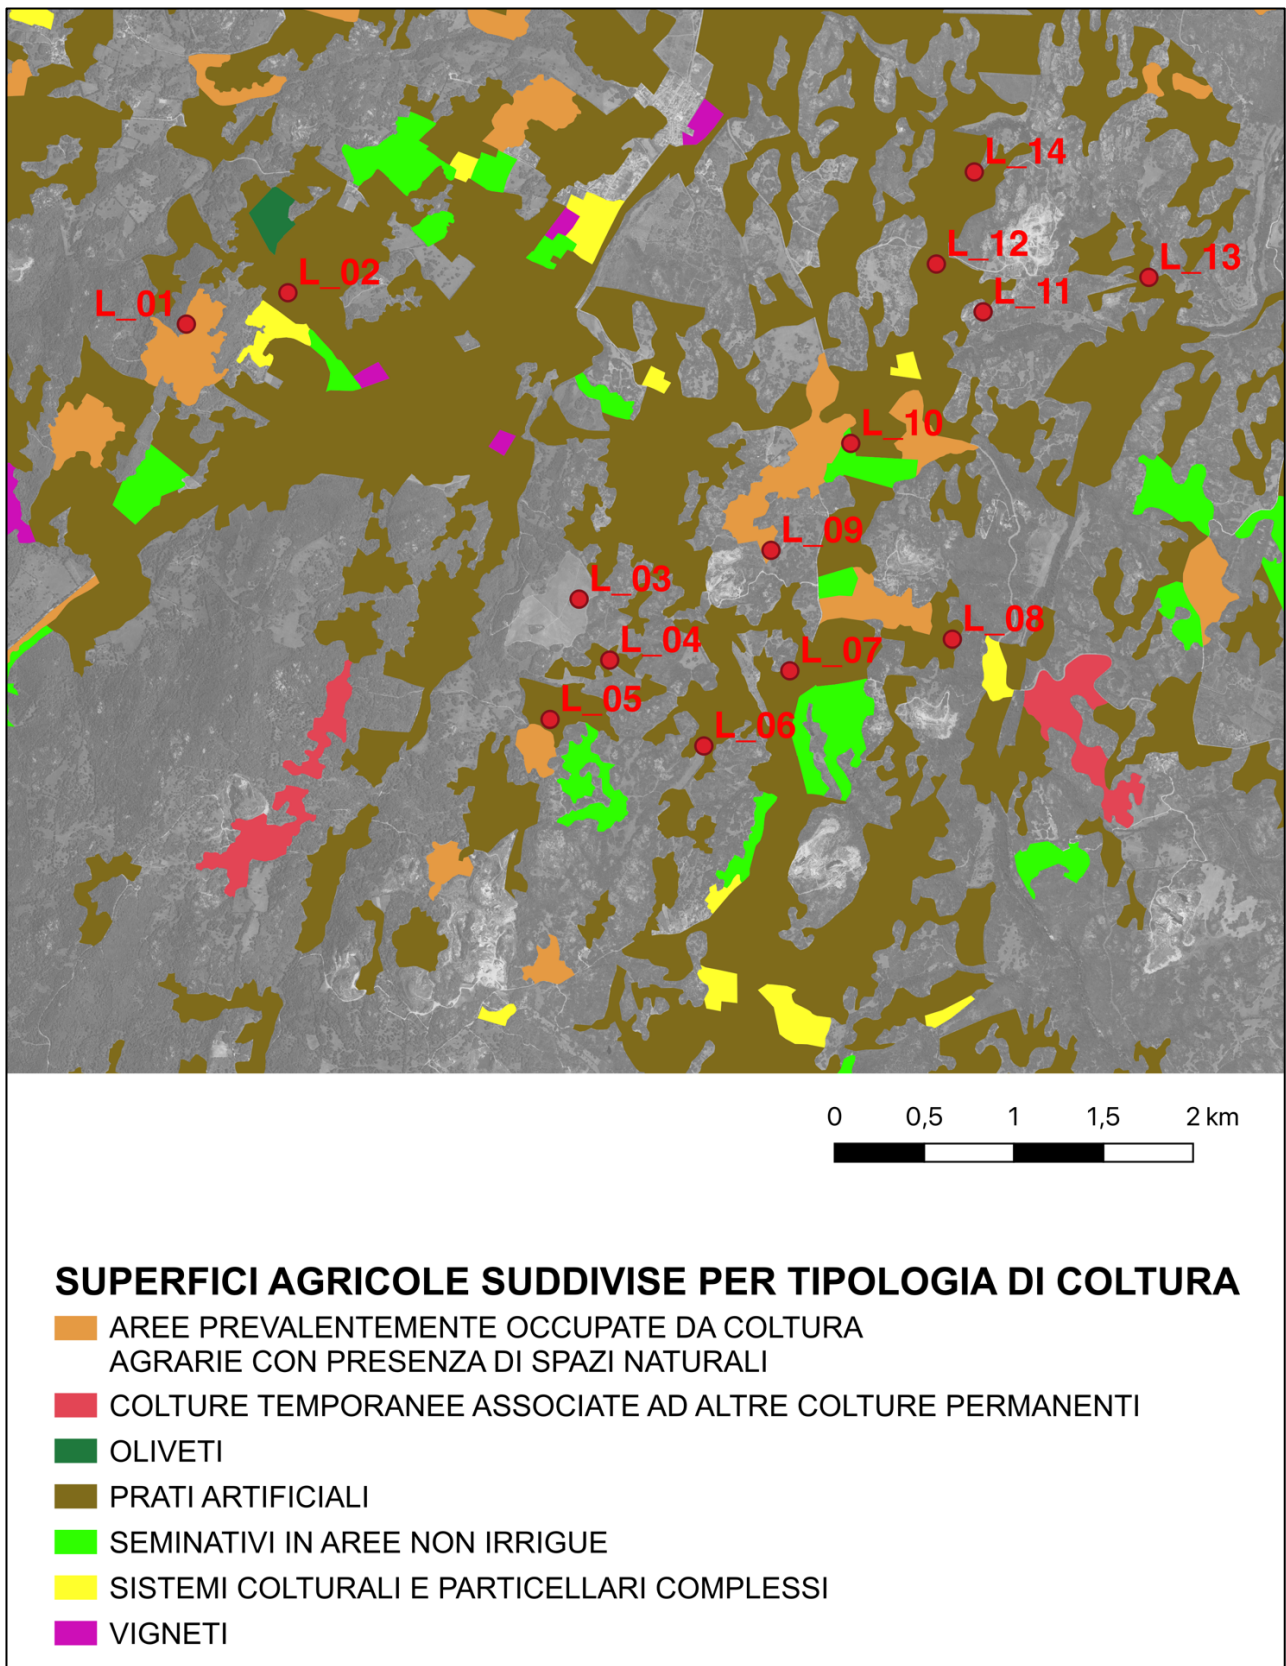 L_14
L_12
L_13
L_02
L_01
L_11
L_10
L_09
L_03
L_08
L_04
L_07
L_05
L_06
0 0,5 1 1,5 2 km
SUPERFICI AGRICOLE SUDDIVISE PER TIPOLOGIA DI COLTURA
AREE PREVALENTEMENTE OCCUPATE DA COLTURA
AGRARIE CON PRESENZA DI SPAZI NATURALI
COLTURE TEMPORANEE ASSOCIATE AD ALTRE COLTURE PERMANENTI
OLIVETI
PRATI ARTIFICIALI
SEMINATIVI IN AREE NON IRRIGUE
SISTEMI COLTURALI E PARTICELLARI COMPLESSI
VIGNETI